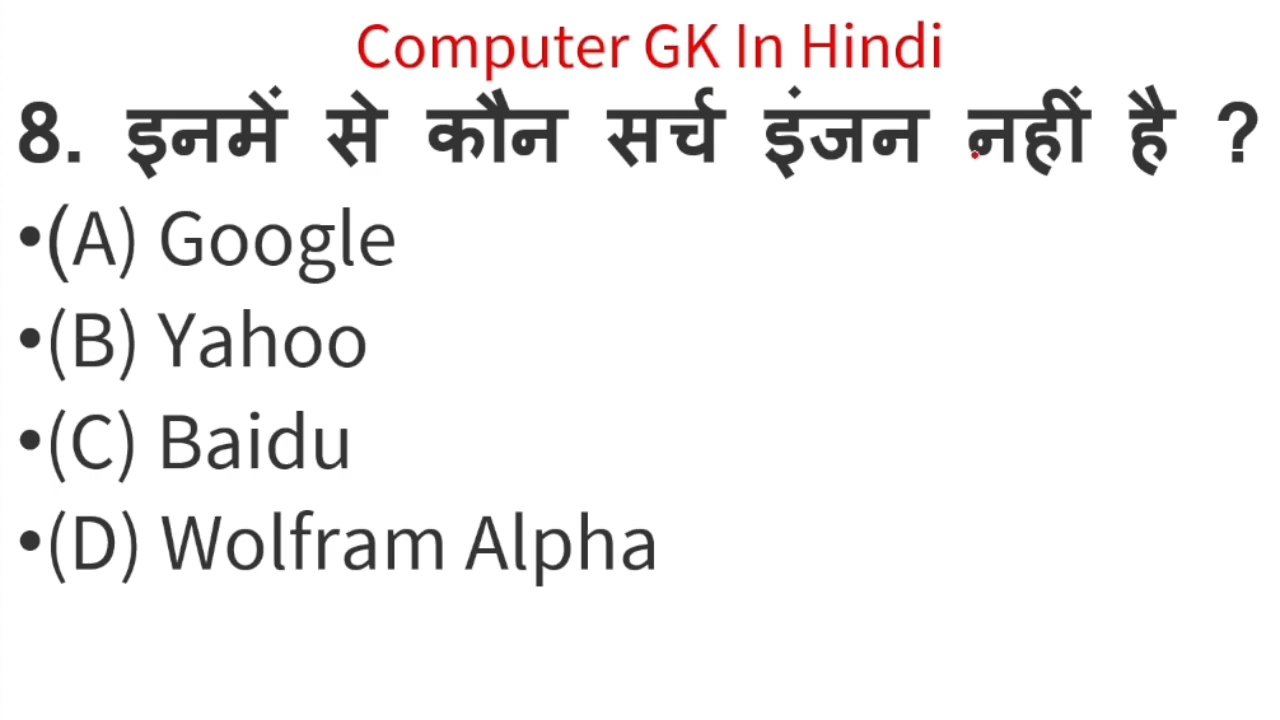 Computer GK In Hindi
8. इनमें से कौन सर्च इंजन नहीं है ?
•(A) Google
•(B) Yahoo
•(C) Baidu
•(D) Wolfram Alpha